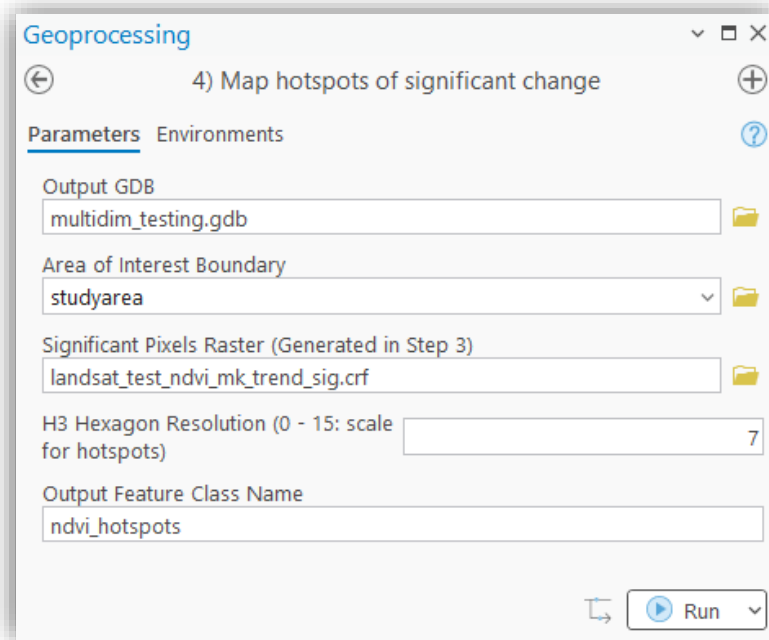 Geoprocessing
4) Map hotspots of significant change
Parameters Environments
Output GDB
multidim_testing.gdb
Area of Interest Boundary
studyarea
Significant Pixels Raster (Generated in Step 3)
landsat_test_ndvi_mk_trend_sig.crf
H3 Hexagon Resolution (0 - 15: scale
for hotspots)
7
Output Feature Class Name
ndvi_hotspots
Run